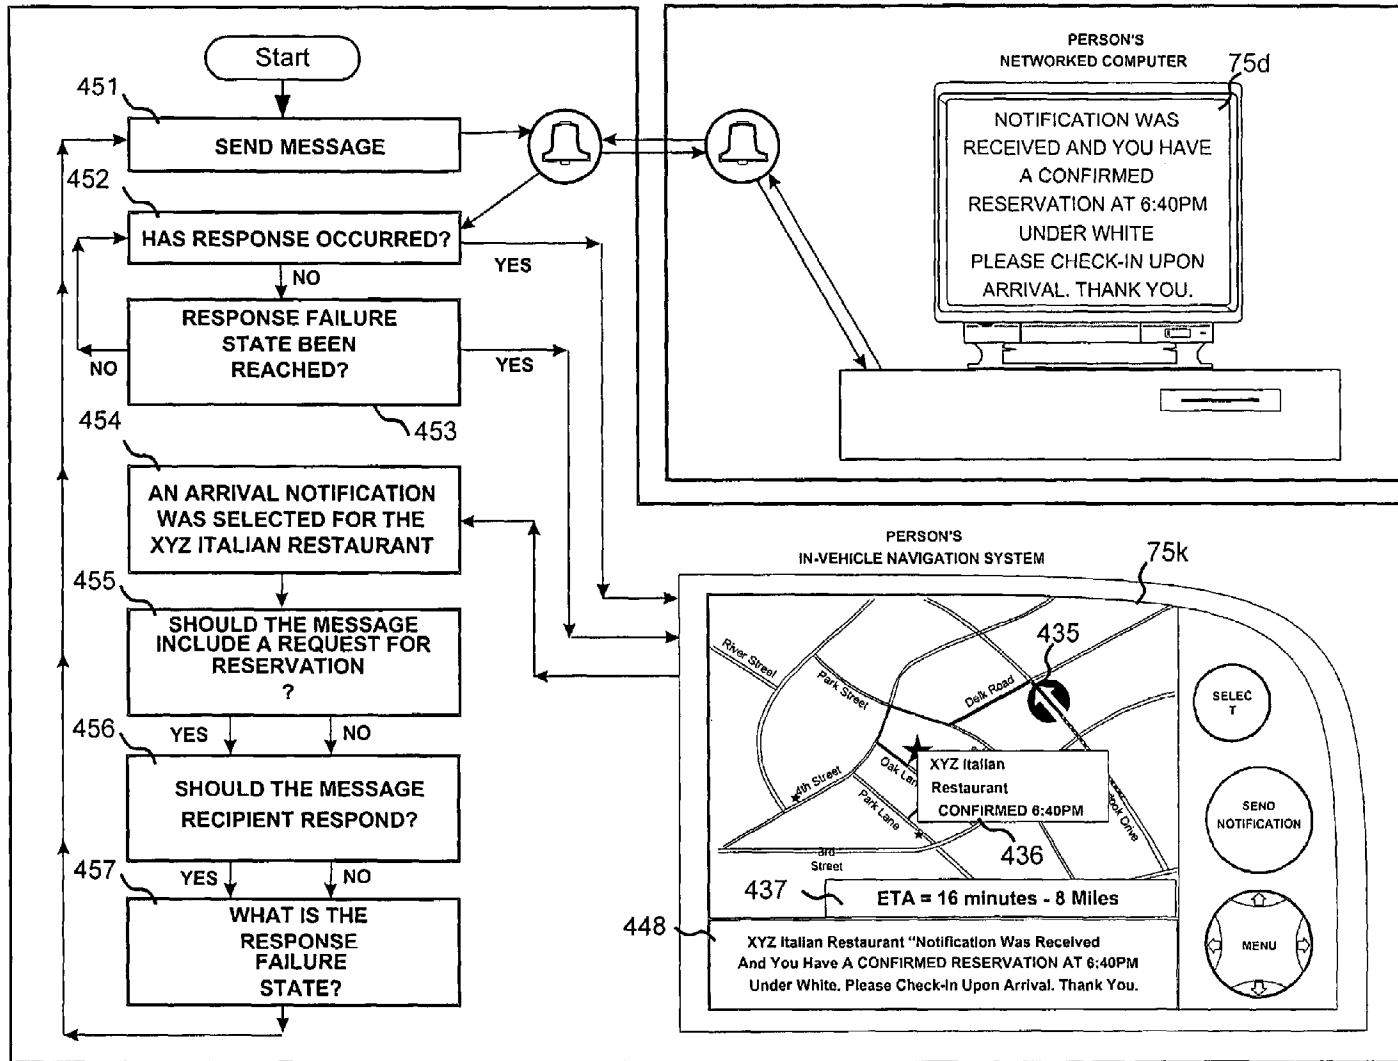 Start
451
SEND MESSAGE
452
HAS RESPONSE OCCURRED?
YES
NO
RESPONSE FAILURE
STATE BEEN
REACHED?
NO
YES
453
454
AN ARRIVAL NOTIFICATION
WAS SELECTED FOR THE
XYZ ITALIAN RESTAURANT
455
SHOULD THE MESSAGE
INCLUDE A REQUEST FOR
RESERVATION
?
YES
NO
456
SHOULD THE MESSAGE
RECIPIENT RESPOND?
YES
NO
457
WHAT IS THE
RESPONSE
FAILURE
STATE?
PERSON'S
NETWORKED COMPUTER
75d
NOTIFICATION WAS
RECEIVED AND YOU HAVE
A CONFIRMED
RESERVATION AT 6:40PM
UNDER WHITE
PLEASE CHECK-IN UPON
ARRIVAL. THANK YOU.
PERSON'S
IN-VEHICLE NAVIGATION SYSTEM
75k
435
River Street
Park Street
Delk Road
4th Street
Oak Lan
Park Lane
3rd
Street
ook Drive
XYZ Italian
Restaurant
CONFIRMED 6:40PM
436
437
ETA = 16 minutes - 8 Miles
448
XYZ Italian Restaurant “Notification Was Received
And You Have A CONFIRMED RESERVATION AT 6:40PM
Under White. Please Check-In Upon Arrival. Thank You.
SELEC
T
SEND
NOTIFICATION
MENU